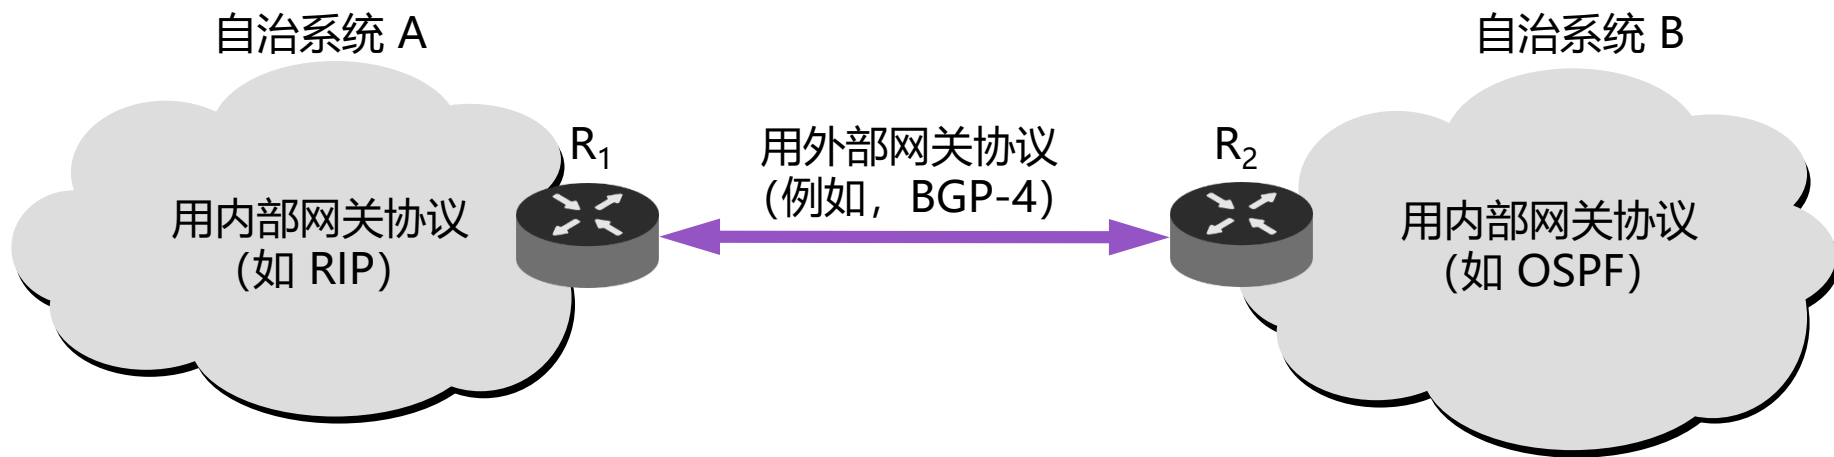 自治系统 A
自治系统 B
R₁
用外部网关协议
(例如，BGP-4)
R₂
用内部网关协议
(如 RIP)
用内部网关协议
(如 OSPF)